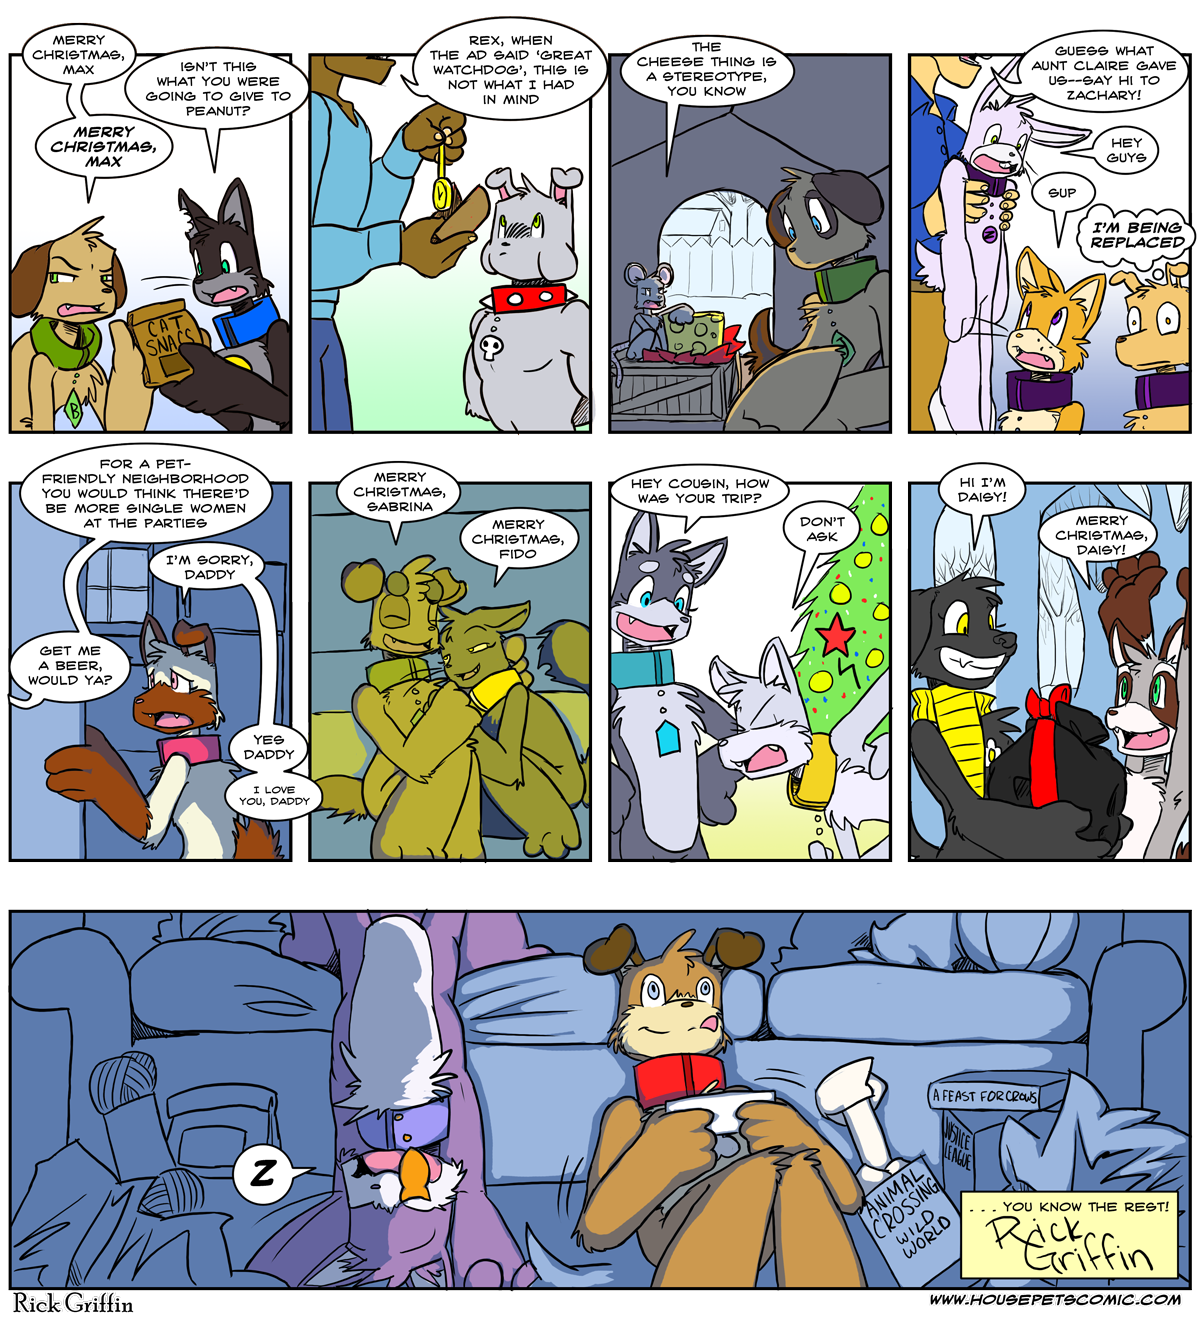 MERRY
CHRISTMAS,
MAX
MERRY
CHRISTMAS,
MAX
ISN'T THIS
WHAT YOU WERE
GOING TO GIVE TO
PEANUT?
CAT
SNACS
B
REX, WHEN
THE AD SAID 'GREAT
WATCHDOG', THIS IS
NOT WHAT I HAD
IN MIND
THE
CHEESE THING IS
A STEREOTYPE,
YOU KNOW
GUESS WHAT
AUNT CLAIRE GAVE
US--SAY HI TO
ZACHARY!
HEY
GUYS
SUP
I'M BEING
REPLACED
Z
FOR A PET-
FRIENDLY NEIGHBORHOOD
YOU WOULD THINK THERE'D
BE MORE SINGLE WOMEN
AT THE PARTIES
I'M SORRY,
DADDY
GET ME
A BEER,
WOULD YA?
YES
DADDY
I LOVE
YOU, DADDY
MERRY
CHRISTMAS,
SABRINA
MERRY
CHRISTMAS,
FIDO
HEY COUSIN, HOW
WAS YOUR TRIP?
DON'T
ASK
HI I'M
DAISY!
MERRY
CHRISTMAS,
DAISY!
Z
A FEAST FOR CROWS
JUSTICE
LEAGUE
ANIMAL
CROSSING
WILD
WORLD
. . . YOU KNOW THE REST!
Rick
Griffin
Rick Griffin
WWW.HOUSEPETSCOMIC.COM